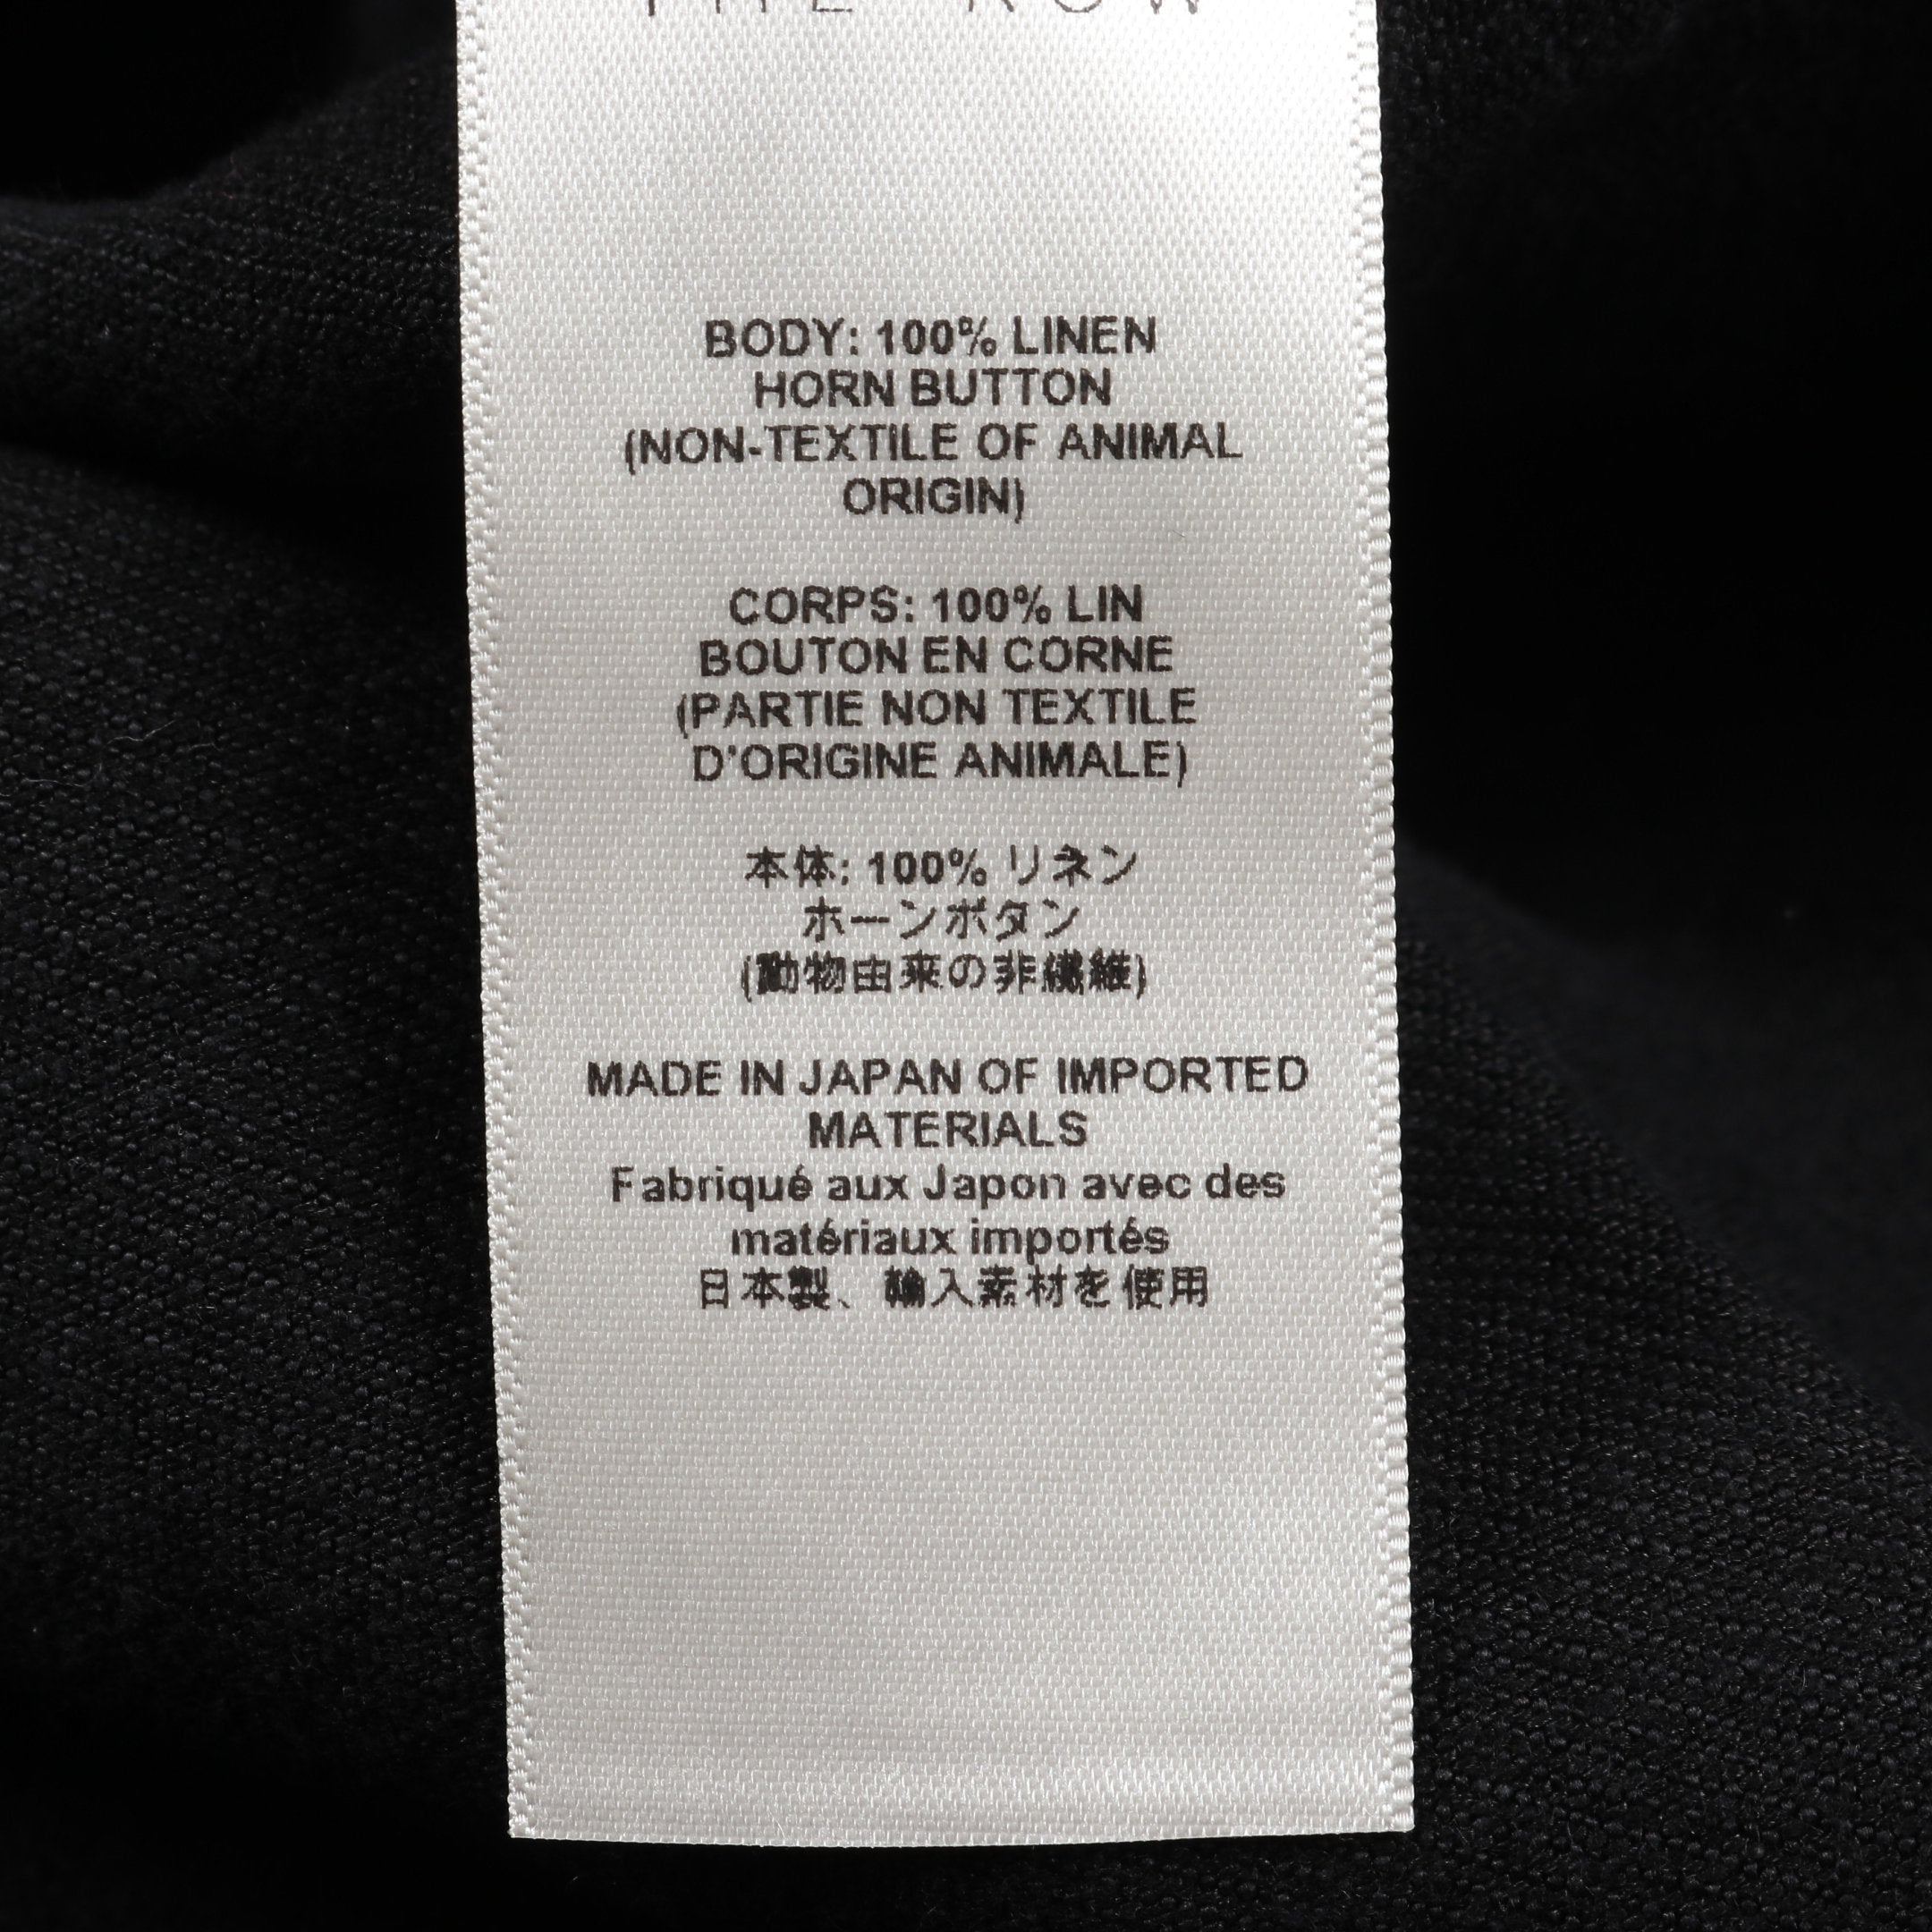 THE ROW
BODY: 100% LINEN
HORN BUTTON
(NON-TEXTILE OF ANIMAL
ORIGIN)
CORPS: 100% LIN
BOUTON EN CORNE
(PARTIE NON TEXTILE
D'ORIGINE ANIMALE)
本体: 100% リネン
ホーンボタン
(動物由来の非繊維)
MADE IN JAPAN OF IMPORTED
MATERIALS
Fabriqué aux Japon avec des
matériaux importés
日本製、輸入素材を使用